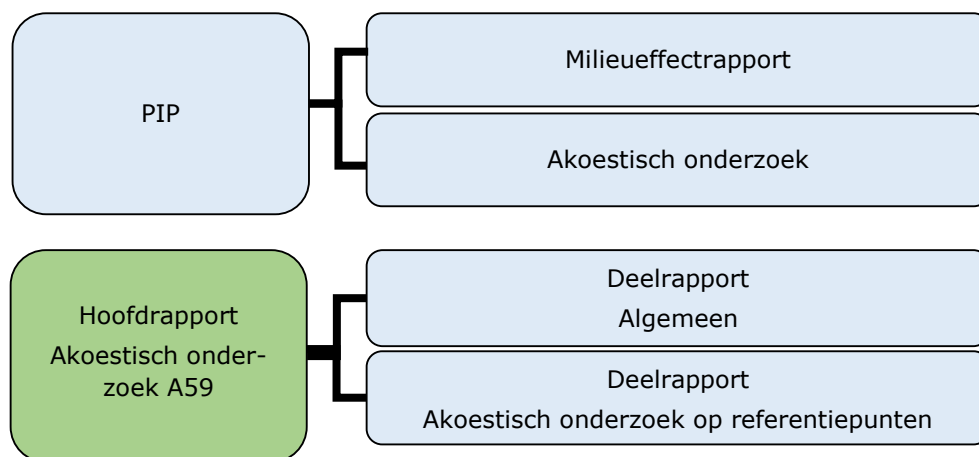 PIP
Milieueffectrapport
Akoestisch onderzoek
Hoofdrapport
Akoestisch onder-
zoek A59
Deelrapport
Algemeen
Deelrapport
Akoestisch onderzoek op referentiepunten